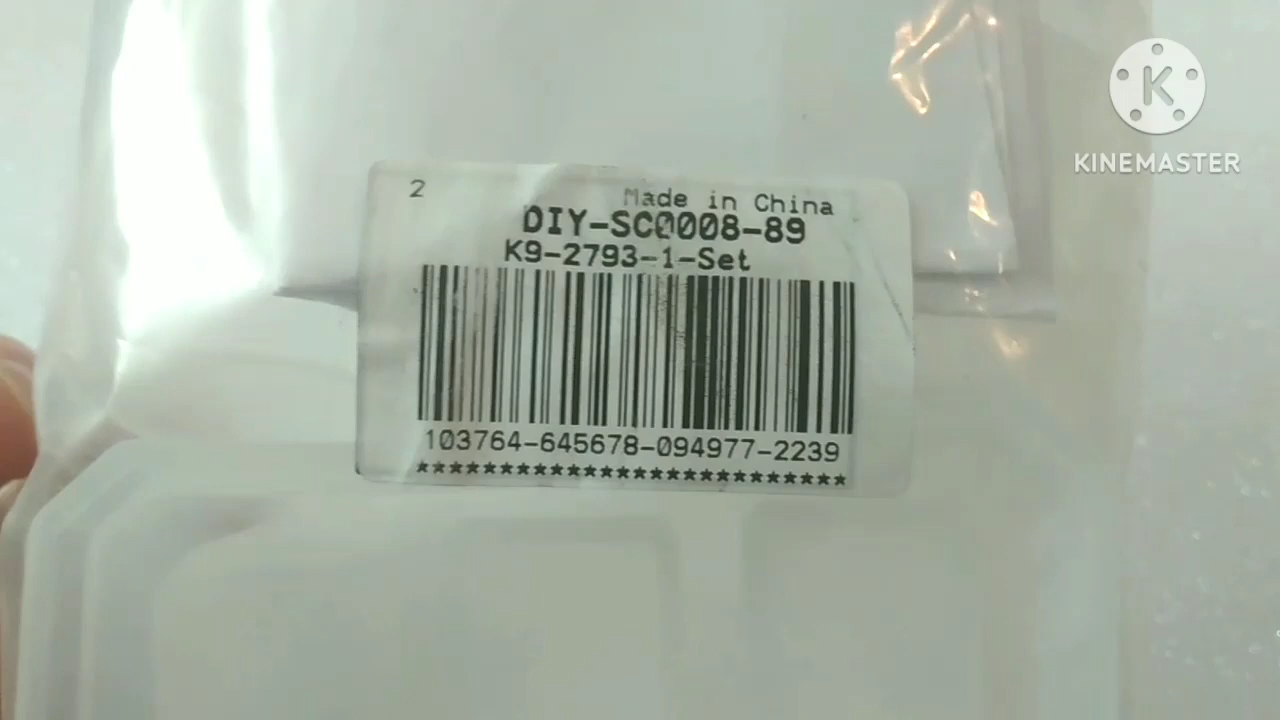 2
Made in China
DIY-SC0008-89
K9-2793-1-Set
103764-645678-094977-2239
**************************
K
KINEMASTER